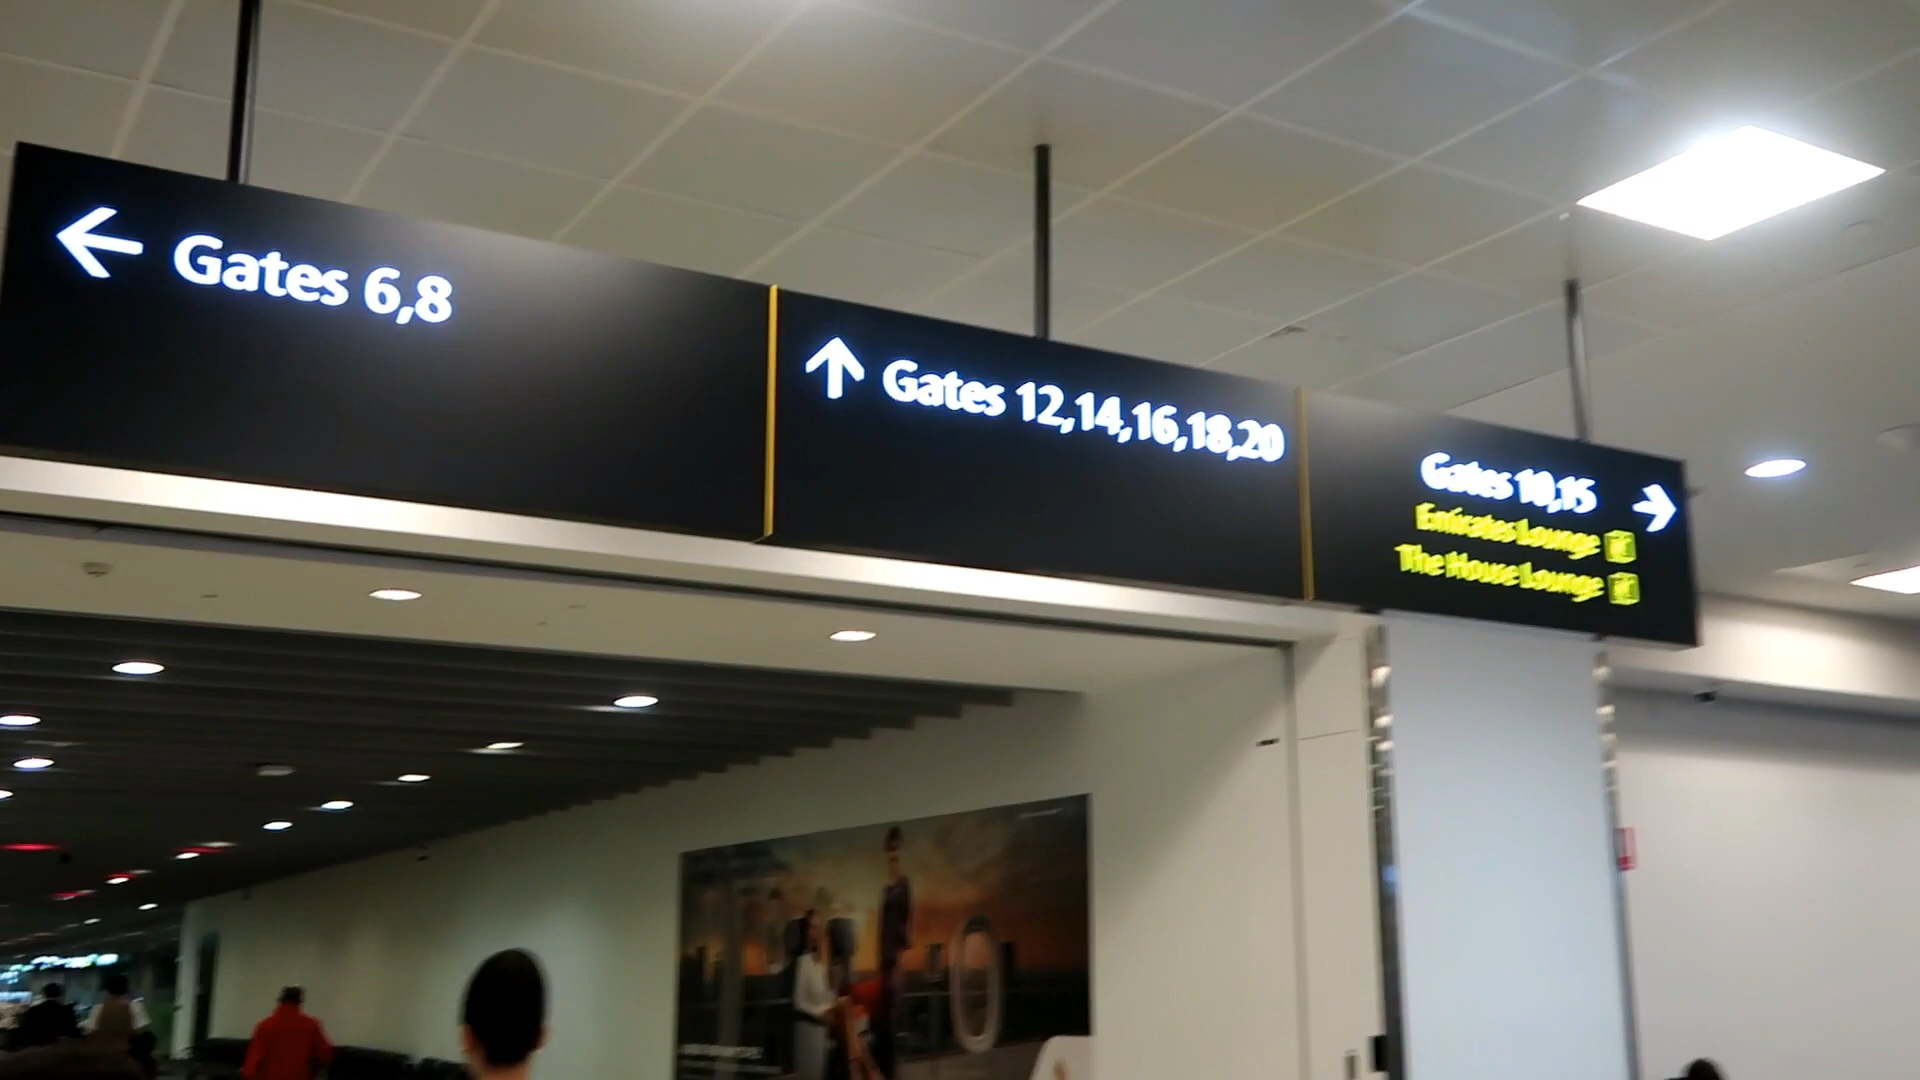 Gates 6,8
Gates 12,14,16,18,20
Gates 10,15
Emirates Lounge
The House Lounge